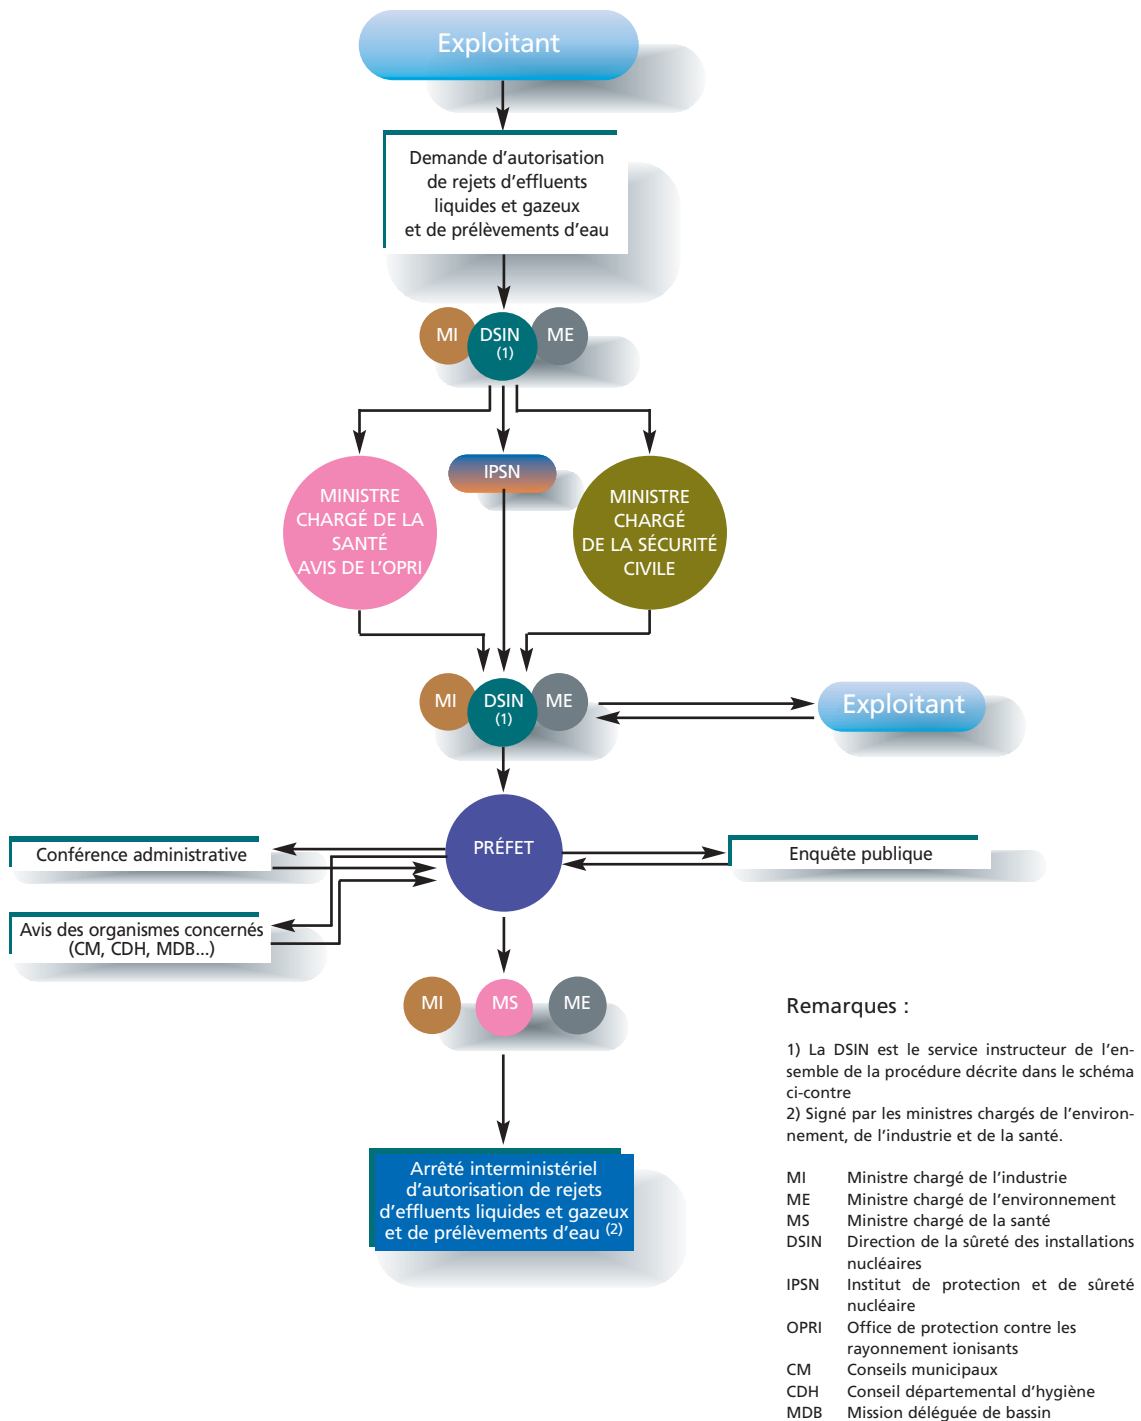 Exploitant
Demande d'autorisation
de rejets d'effluents
liquides et gazeux
et de prélèvements d'eau
MI
DSIN
(1)
ME
MINISTRE
CHARGÉ DE LA
SANTÉ
AVIS DE L'OPRI
IPSN
MINISTRE
CHARGÉ
DE LA SÉCURITÉ
CIVILE
MI
DSIN
(1)
ME
Exploitant
PRÉFET
Conférence administrative
Enquête publique
Avis des organismes concernés
(CM, CDH, MDB...)
MI
MS
ME
Arrêté interministériel
d'autorisation de rejets
d'effluents liquides et gazeux
et de prélèvements d'eau (2)
Remarques :
1) La DSIN est le service instructeur de l'en-
semble de la procédure décrite dans le schéma
ci-contre
2) Signé par les ministres chargés de l'environ-
nement, de l'industrie et de la santé.
MI Ministre chargé de l'industrie
ME Ministre chargé de l'environnement
MS Ministre chargé de la santé
DSIN Direction de la sûreté des installations
nucléaires
IPSN Institut de protection et de sûreté
nucléaire
OPRI Office de protection contre les
rayonnement ionisants
CM Conseils municipaux
CDH Conseil départemental d'hygiène
MDB Mission déléguée de bassin